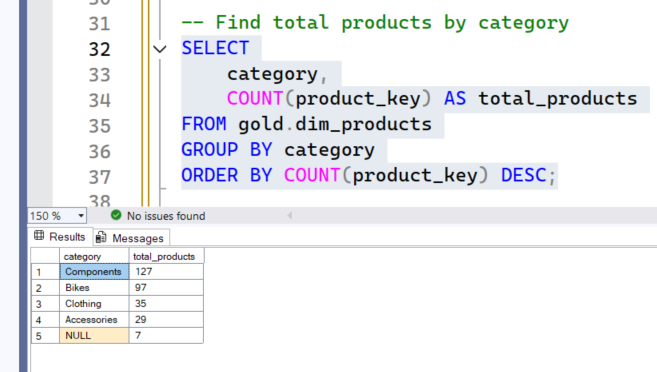 31 -- Find total products by category
32 SELECT
33 category,
34 COUNT(product_key) AS total_products
35 FROM gold.dim_products
36 GROUP BY category
37 ORDER BY COUNT(product_key) DESC;
38
150 % No issues found
Results Messages
category total_products
1 Components 127
2 Bikes 97
3 Clothing 35
4 Accessories 29
5 NULL 7